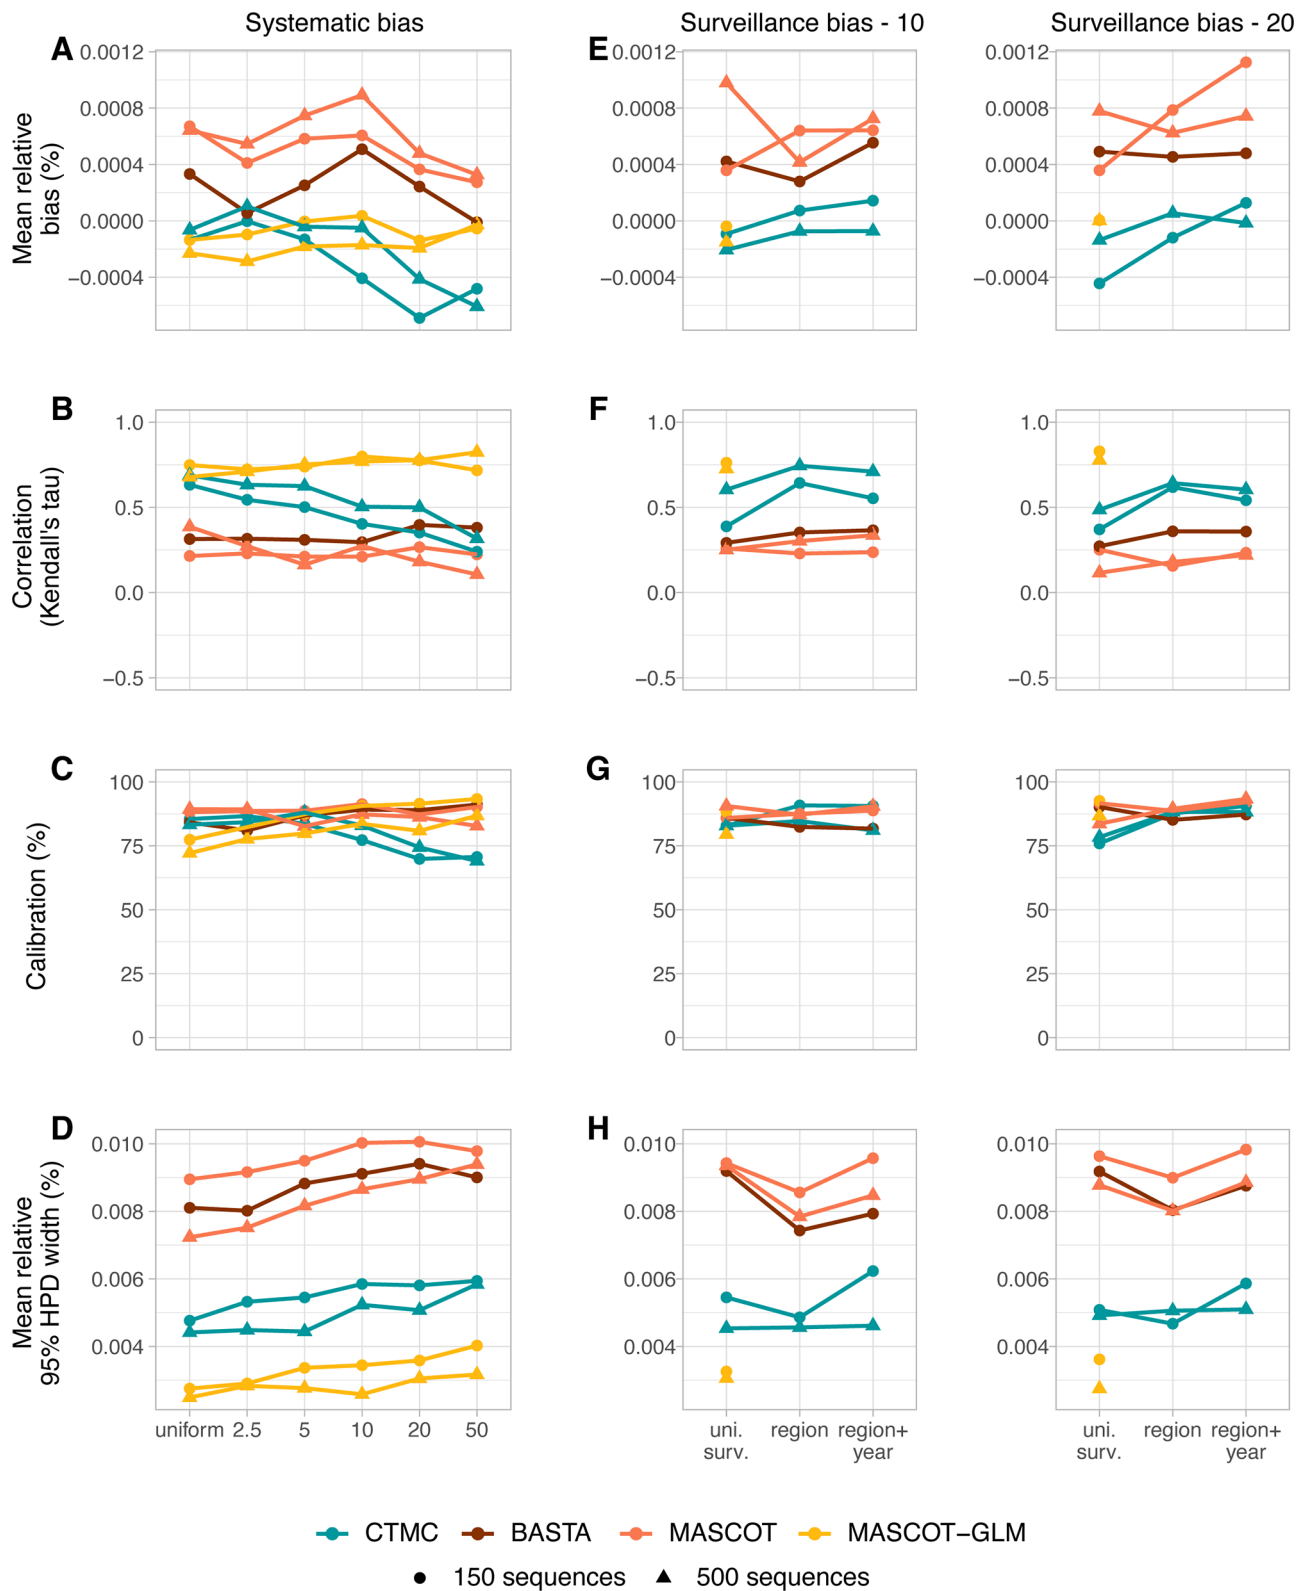 Systematic bias
Surveillance bias - 10
Surveillance bias - 20
A
Mean relative
bias (%)
0.0012
0.0008
0.0004
0.0000
−0.0004
E
0.0012
0.0008
0.0004
0.0000
−0.0004
0.0012
0.0008
0.0004
0.0000
−0.0004
B
Correlation
(Kendall's tau)
1.0
0.5
0.0
−0.5
F
1.0
0.5
0.0
−0.5
1.0
0.5
0.0
−0.5
C
Calibration (%)
100
75
50
25
0
G
100
75
50
25
0
100
75
50
25
0
D
Mean relative
95% HPD width (%)
0.010
0.008
0.006
0.004
uniform 2.5 5 10 20 50
H
0.010
0.008
0.006
0.004
uni. region region+
surv. year
0.010
0.008
0.006
0.004
uni. region region+
surv. year
CTMC BASTA MASCOT MASCOT−GLM
150 sequences 500 sequences